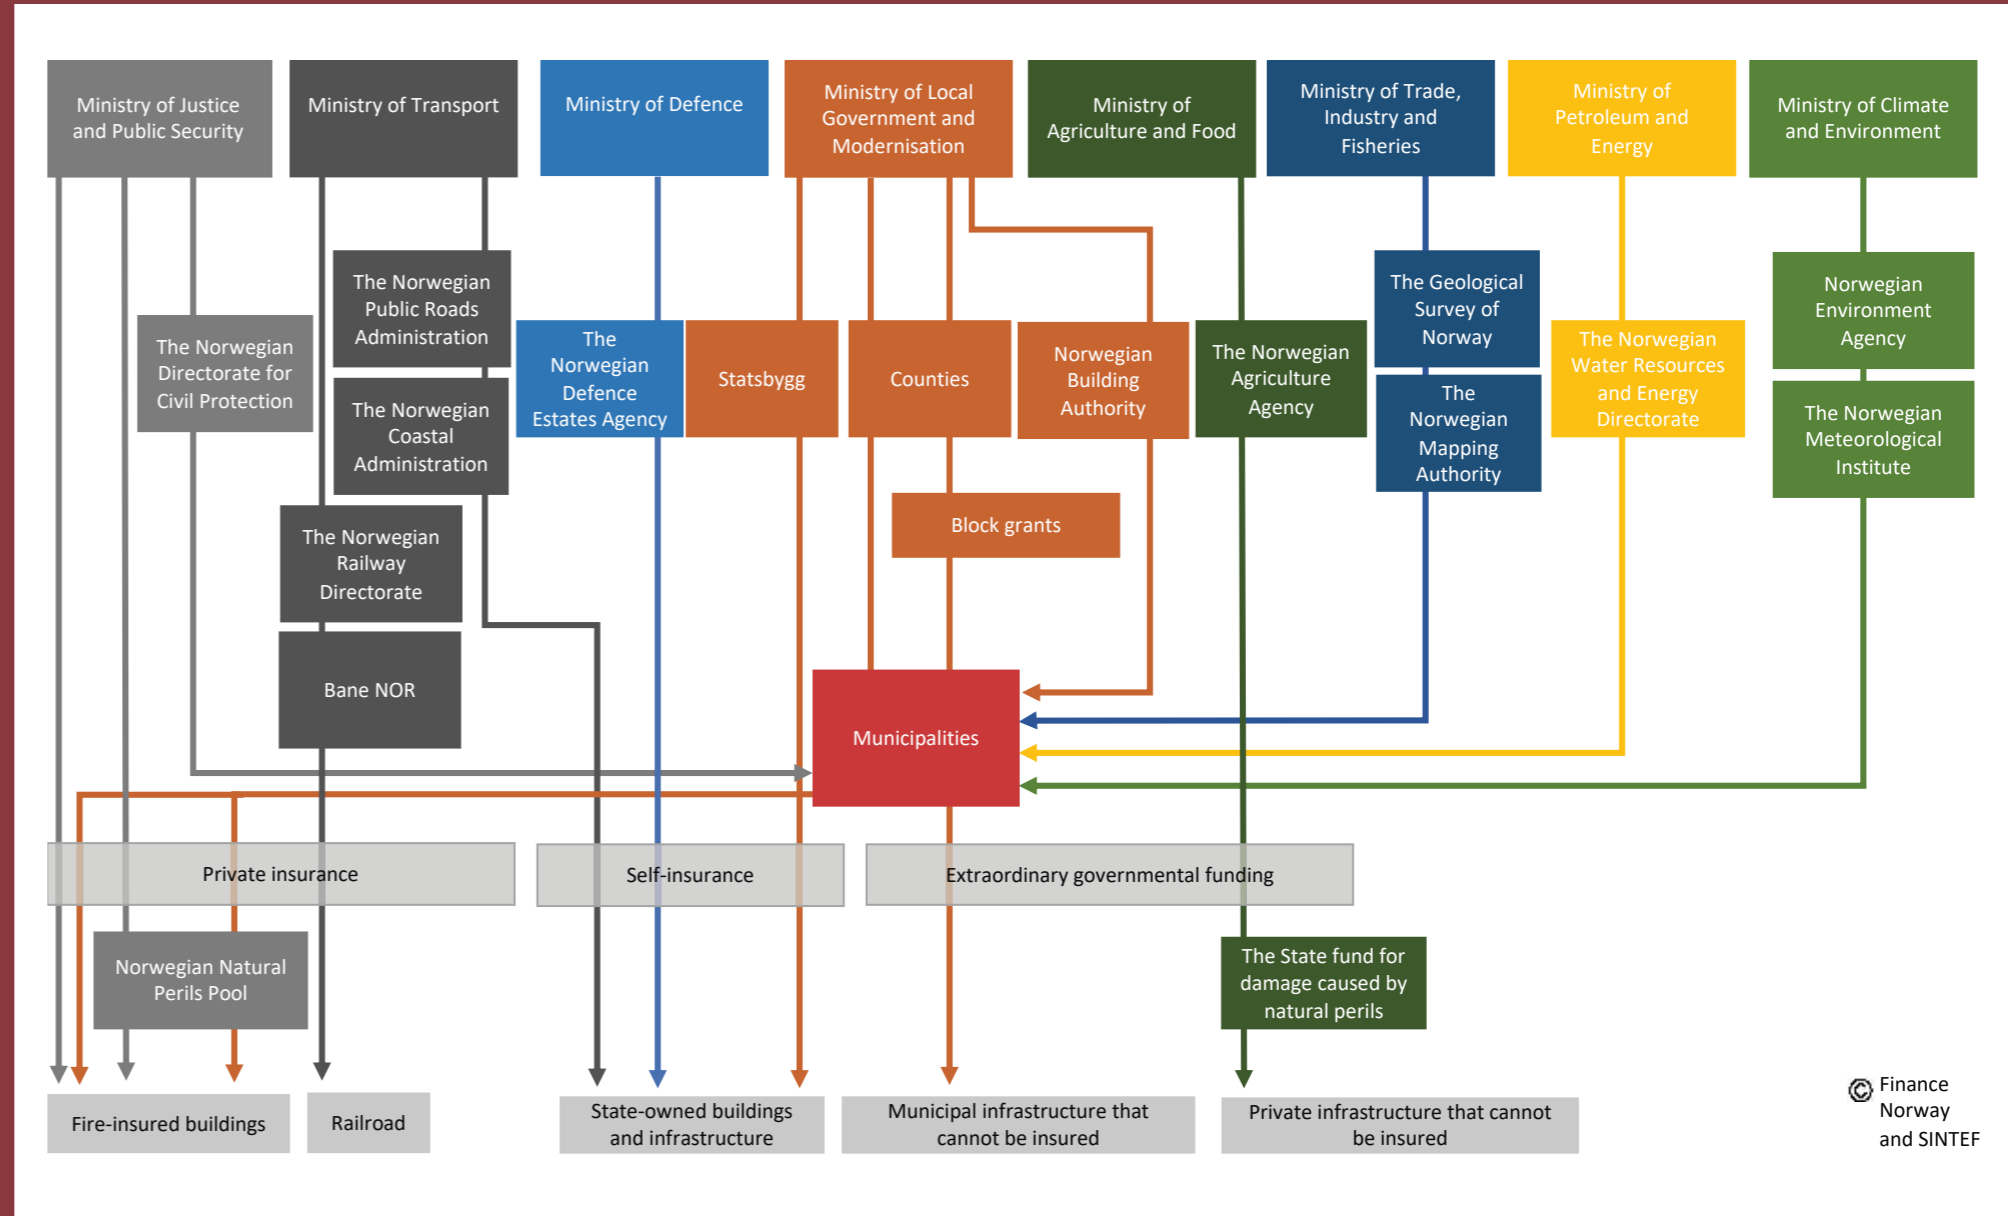 Ministry of Justice
and Public Security
Ministry of Transport
Ministry of Defence
Ministry of Local
Government and
Modernisation
Ministry of
Agriculture and Food
Ministry of Trade,
Industry and
Fisheries
Ministry of
Petroleum and
Energy
Ministry of Climate
and Environment
The Norwegian
Directorate for
Civil Protection
The Norwegian
Public Roads
Administration
The Norwegian
Coastal
Administration
The Norwegian
Railway
Directorate
Bane NOR
The
Norwegian
Defence
Estates Agency
Statsbygg
Counties
Norwegian
Building
Authority
Block grants
The Norwegian
Agriculture
Agency
The Geological
Survey of
Norway
The
Norwegian
Mapping
Authority
The Norwegian
Water Resources
and Energy
Directorate
Norwegian
Environment
Agency
The Norwegian
Meteorological
Institute
Municipalities
Private insurance
Self-insurance
Extraordinary governmental funding
Norwegian Natural
Perils Pool
The State fund for
damage caused by
natural perils
Fire-insured buildings
Railroad
State-owned buildings
and infrastructure
Municipal infrastructure that
cannot be insured
Private infrastructure that cannot
be insured
© Finance
Norway
and SINTEF